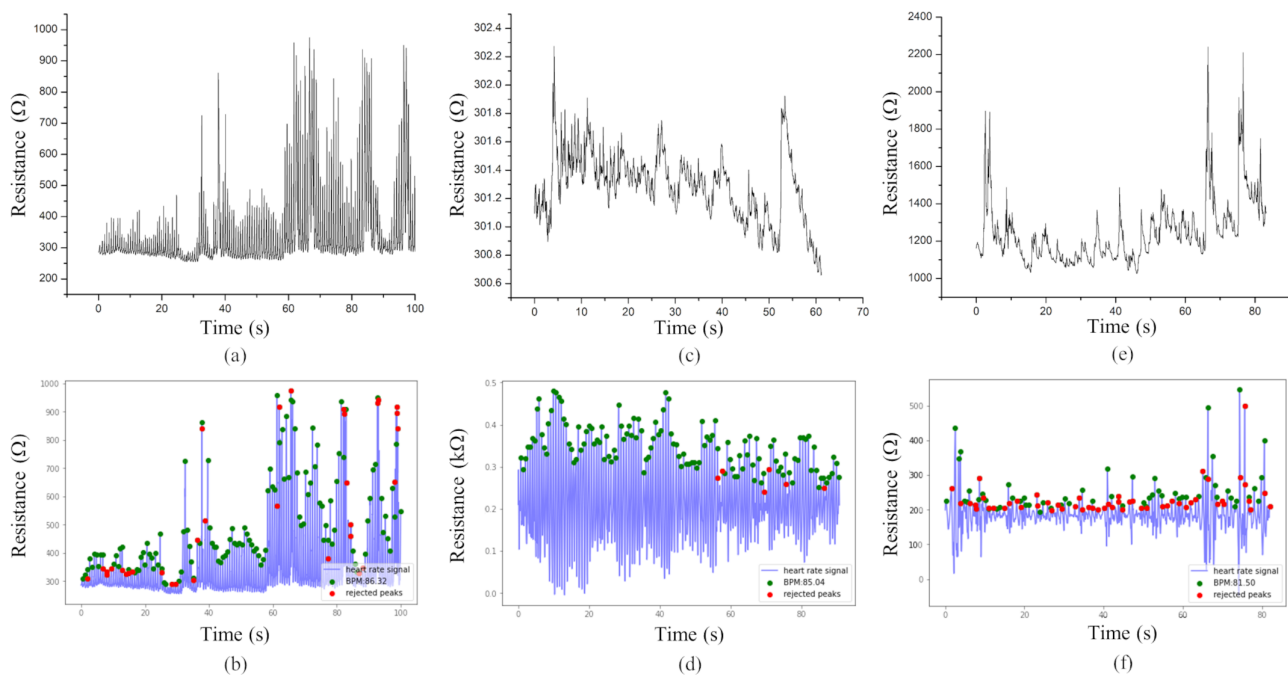 1000
900
800
700
600
500
400
300
200
Resistance (Ω)
0
20
40
60
80
100
Time (s)
(a)
302.4
302.2
301.8
301.4
301.0
300.8
300.6
Resistance (Ω)
0
10
20
30
40
50
60
70
Time (s)
(c)
2400
2200
2000
1800
1600
1400
1200
1000
Resistance (Ω)
0
20
40
60
80
Time (s)
(e)
1000
900
800
700
600
500
400
300
Resistance (Ω)
heart rate signal
BPM:86.32
rejected peaks
0
20
40
60
80
100
Time (s)
(b)
0.5
0.4
0.3
0.2
0.1
0.0
Resistance (kΩ)
heart rate signal
BPM:85.04
rejected peaks
0
20
40
60
80
Time (s)
(d)
500
400
300
200
100
0
Resistance (Ω)
heart rate signal
BPM:81.50
rejected peaks
0
20
40
60
80
Time (s)
(f)